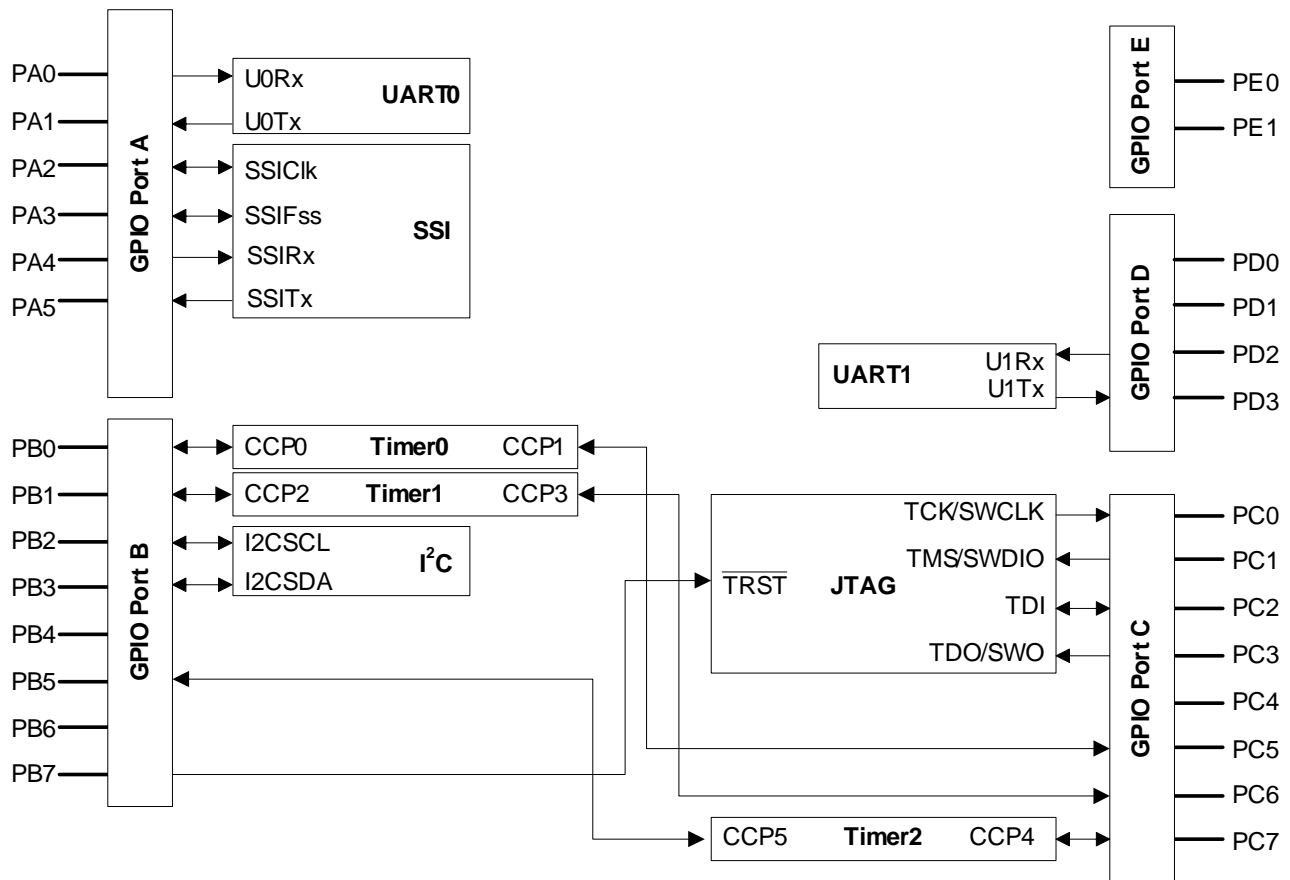 PA0
PA1
PA2
PA3
PA4
PA5
GPIO Port A
U0Rx
U0Tx
UART0
SSIClk
SSIFss
SSIRx
SSITx
SSI
GPIO Port E
PE0
PE1
GPIO Port D
PD0
PD1
PD2
PD3
UART1
U1Rx
U1Tx
PB0
PB1
PB2
PB3
PB4
PB5
PB6
PB7
GPIO Port B
CCP0 Timer0 CCP1
CCP2 Timer1 CCP3
I2CSCL
I2CSDA
I²C
TRST
JTAG
TCK/SWCLK
TMS/SWDIO
TDI
TDO/SWO
GPIO Port C
PC0
PC1
PC2
PC3
PC4
PC5
PC6
PC7
CCP5 Timer2 CCP4